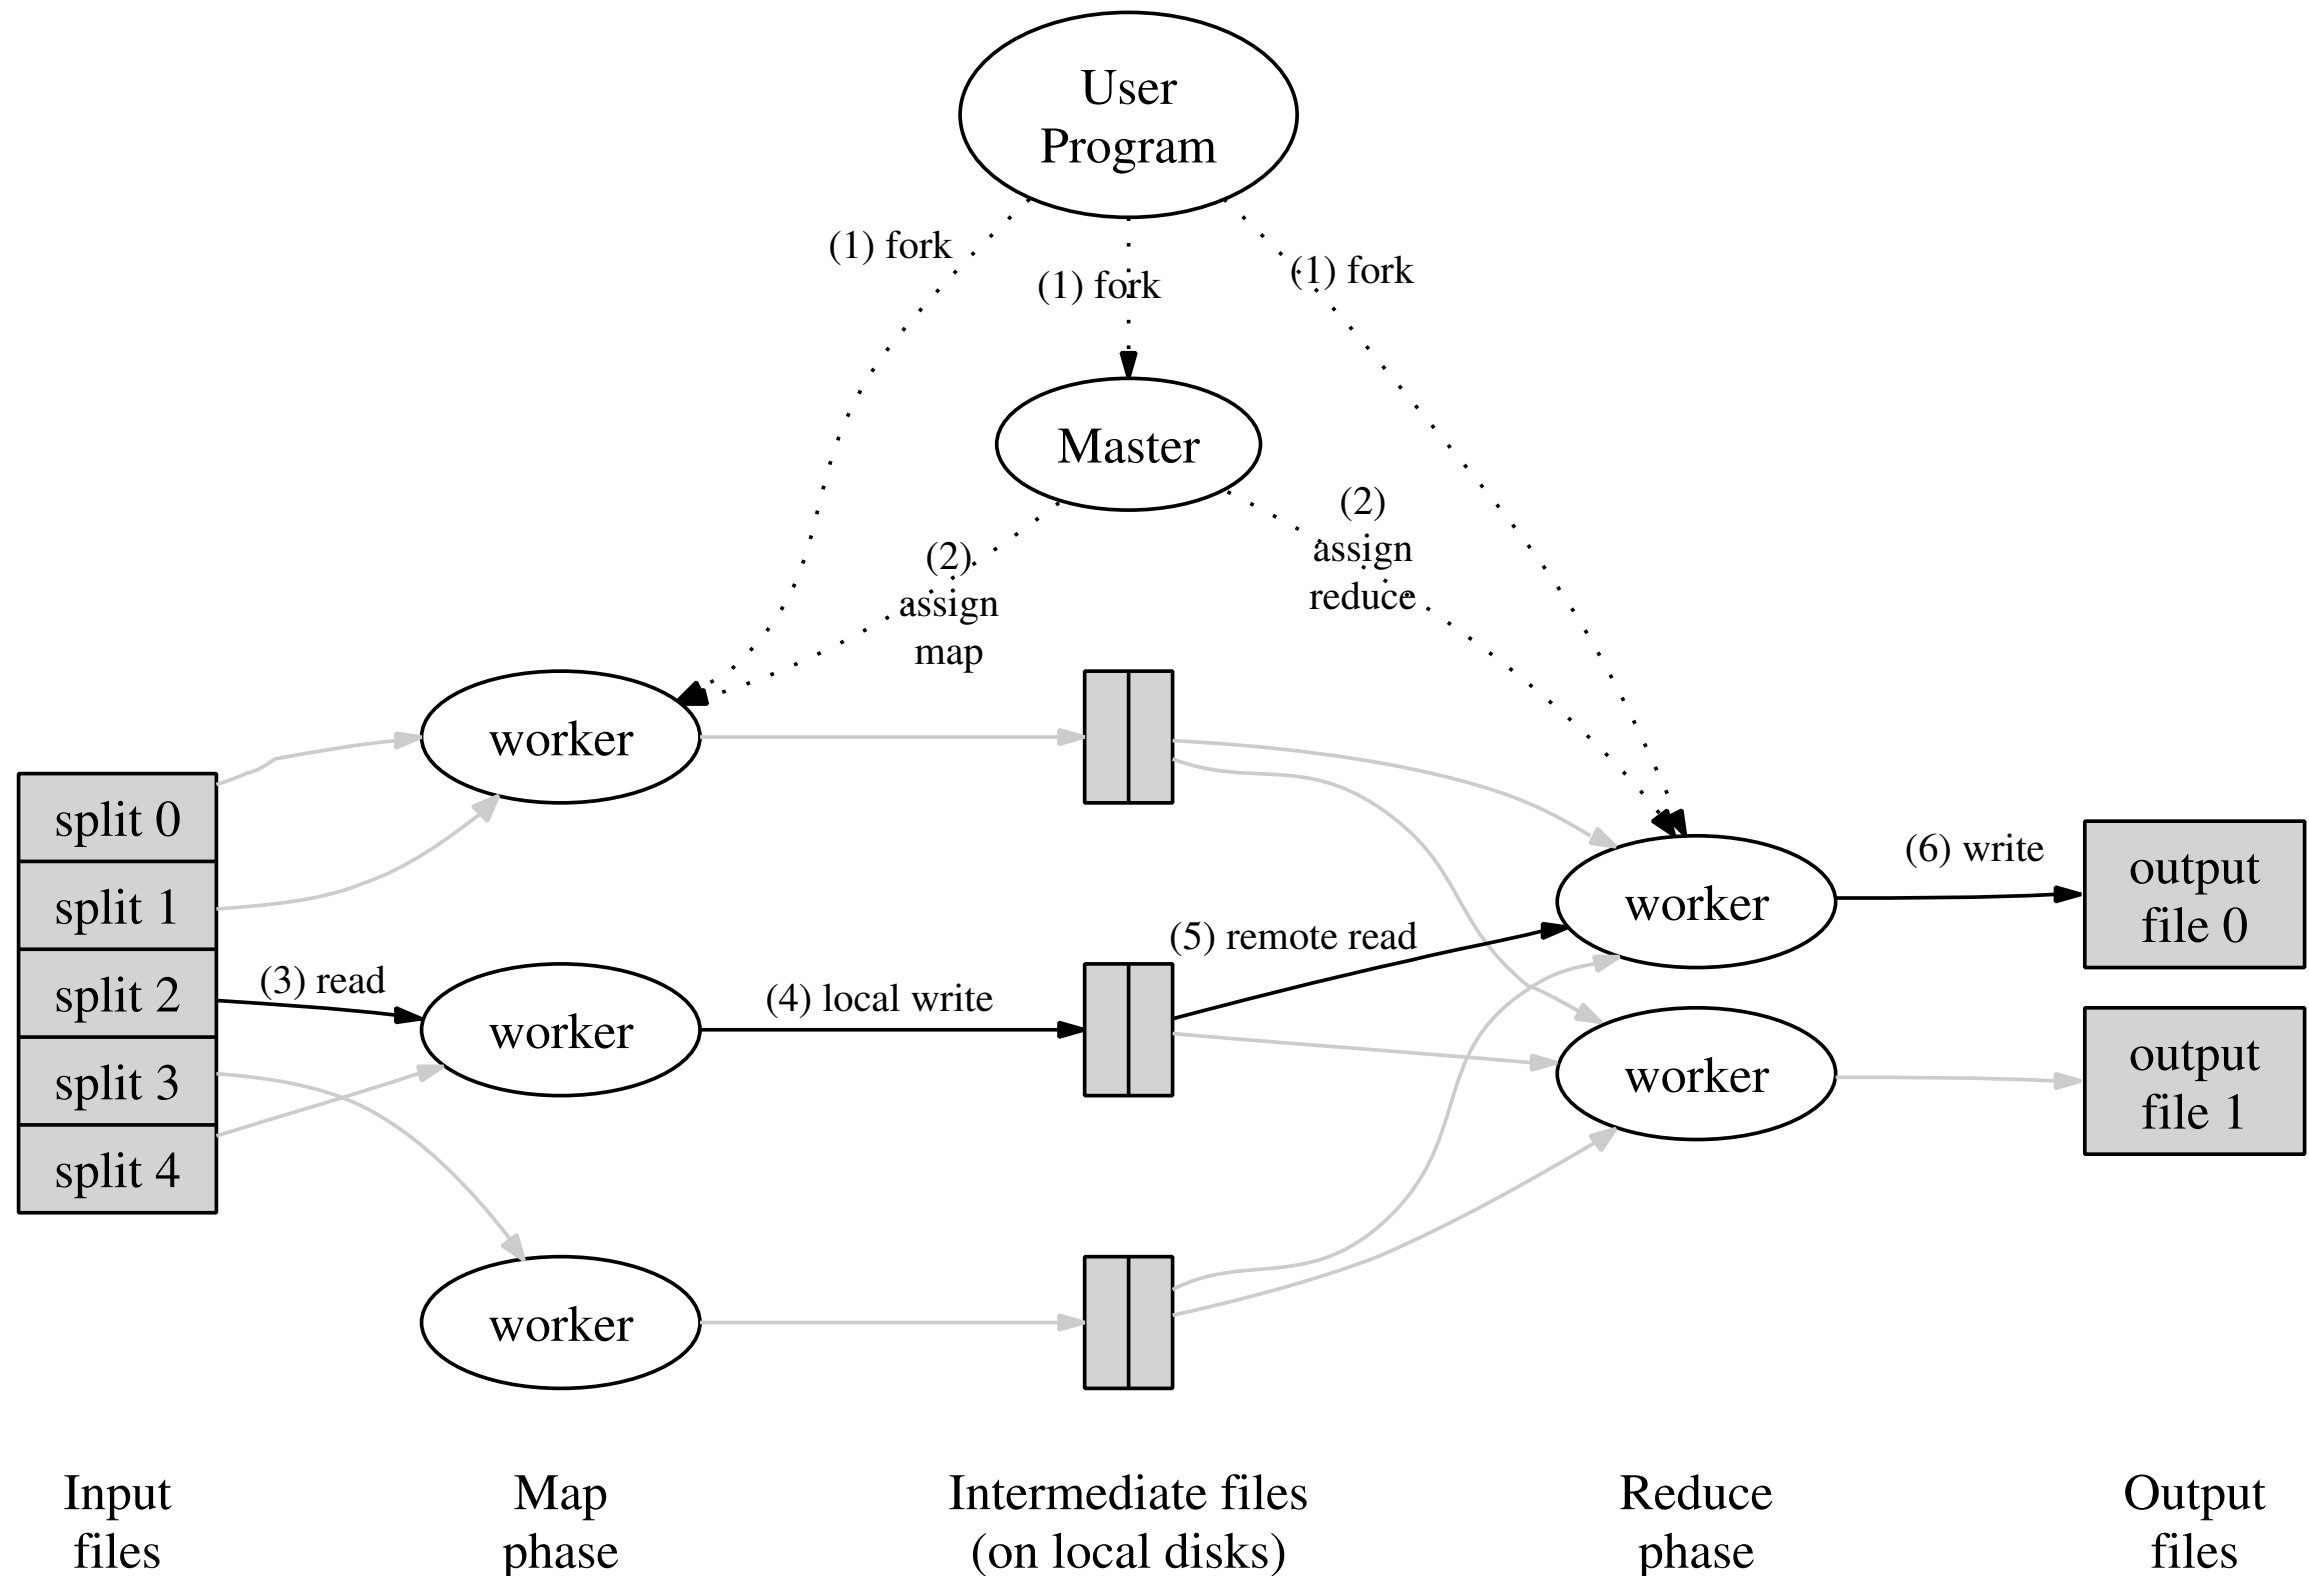 User
Program
(1) fork
(1) fork
(1) fork
Master
(2)
assign
map
(2)
assign
reduce
worker
split 0
split 1
split 2
split 3
split 4
(3) read
worker
(4) local write
worker
(5) remote read
worker
(6) write
output
file 0
worker
output
file 1
Input
files
Map
phase
Intermediate files
(on local disks)
Reduce
phase
Output
files